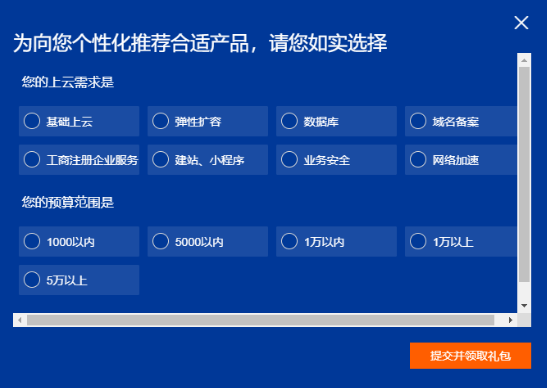 为向您个性化推荐合适产品，请您如实选择
您的上云需求是
基础上云 弹性扩容 数据库 域名备案
工商注册企业服务 建站、小程序 业务安全 网络加速
您的预算范围是
1000以内 5000以内 1万以内 1万以上
5万以上
提交并领取礼包